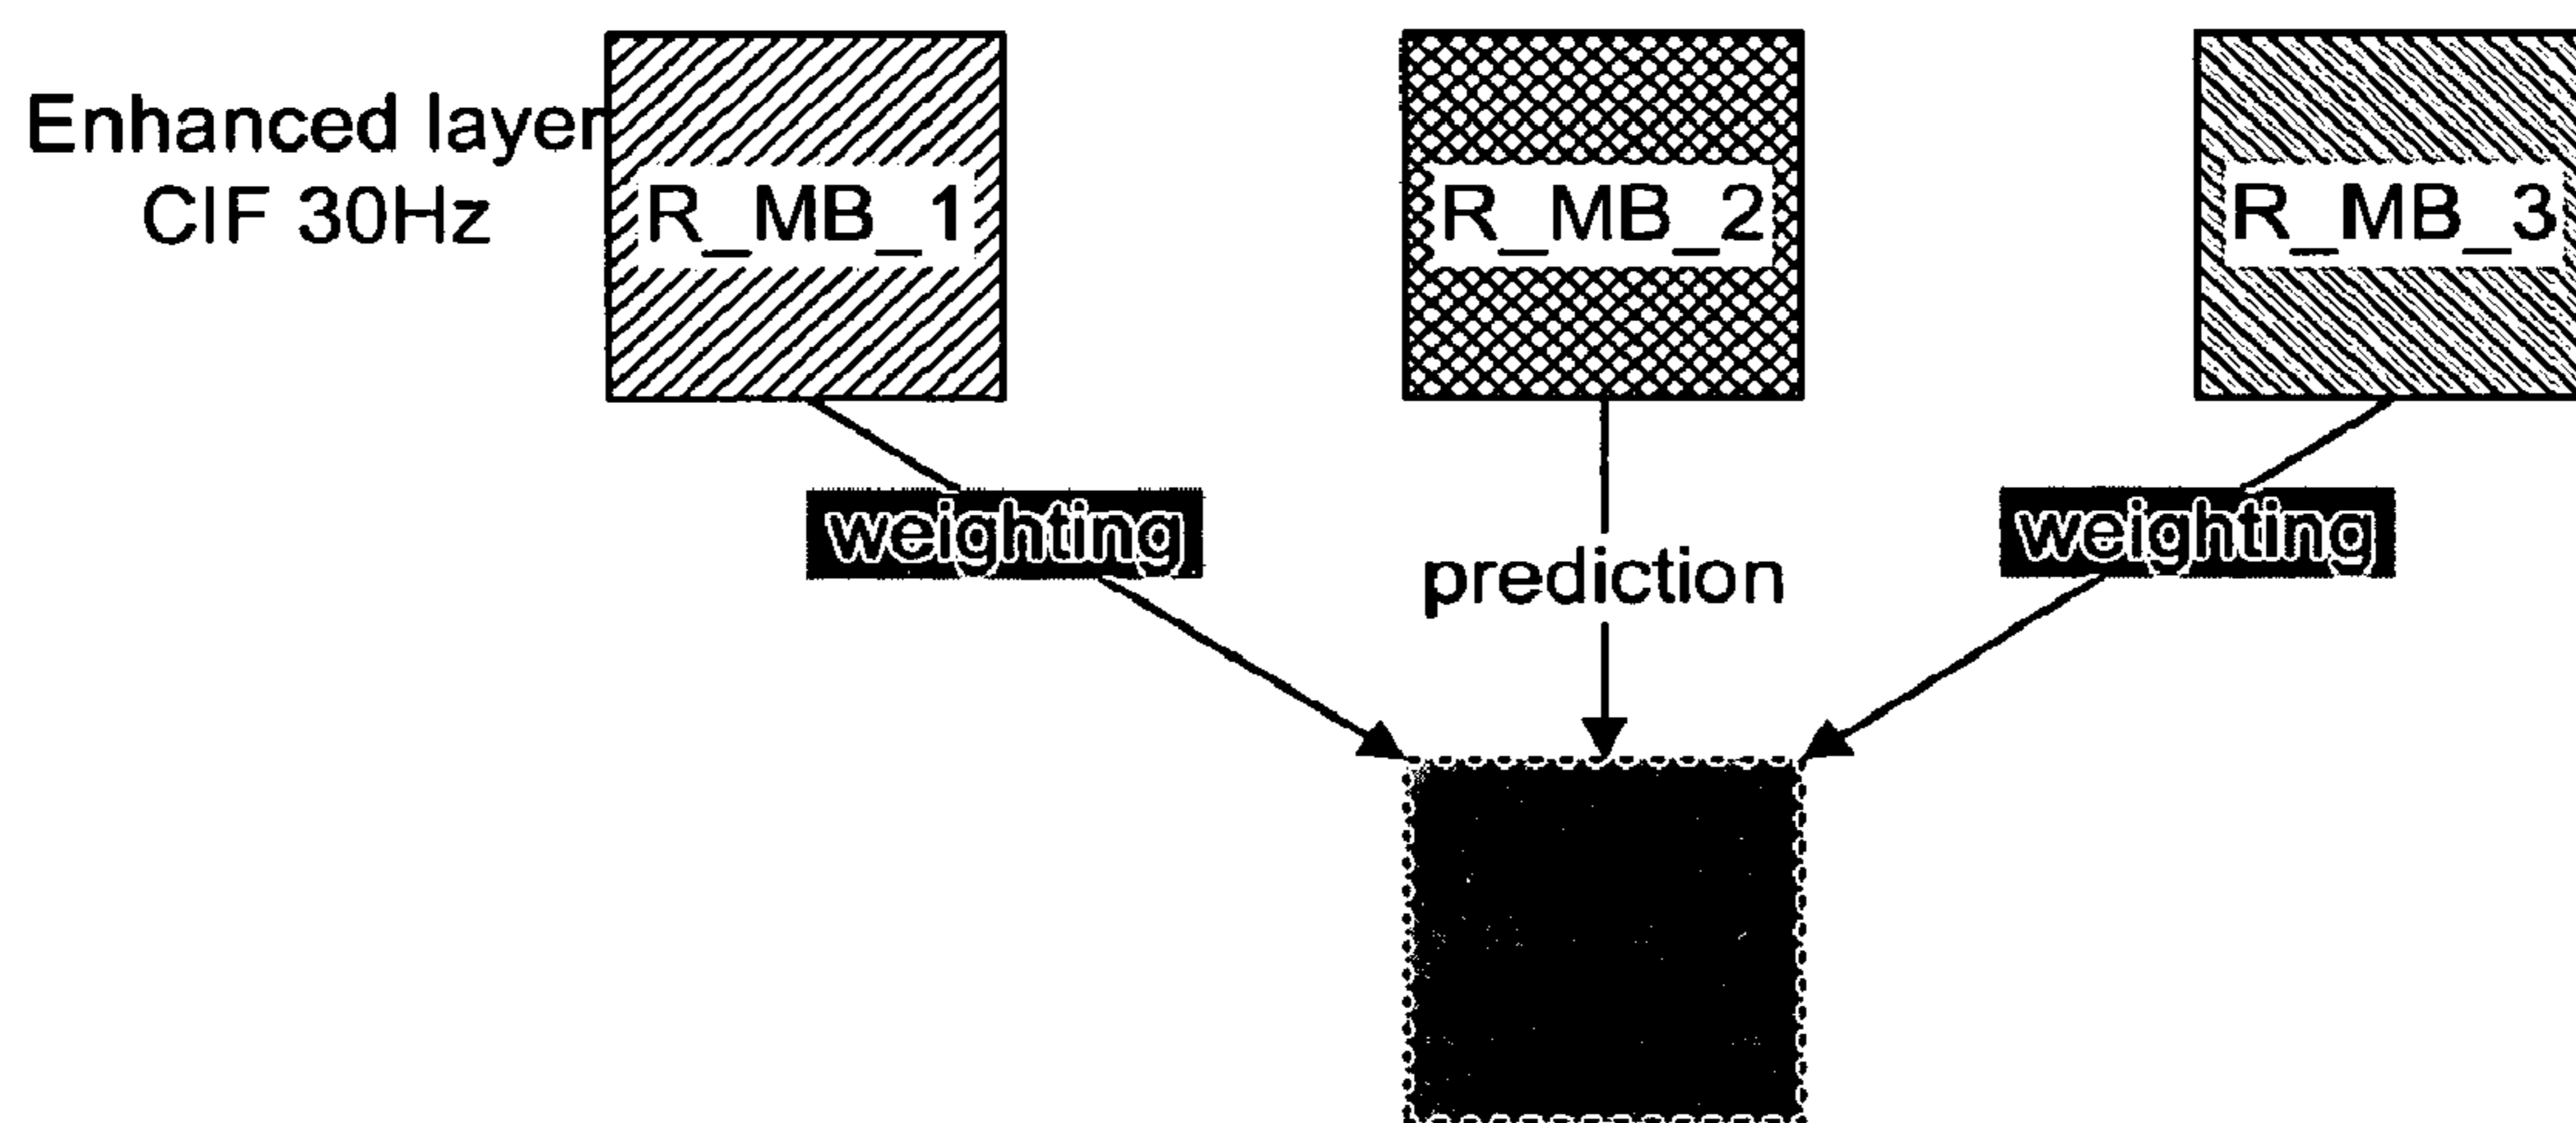 Enhanced layer
CIF 30Hz
R_MB_1
R_MB_2
R_MB_3
weighting
prediction
weighting